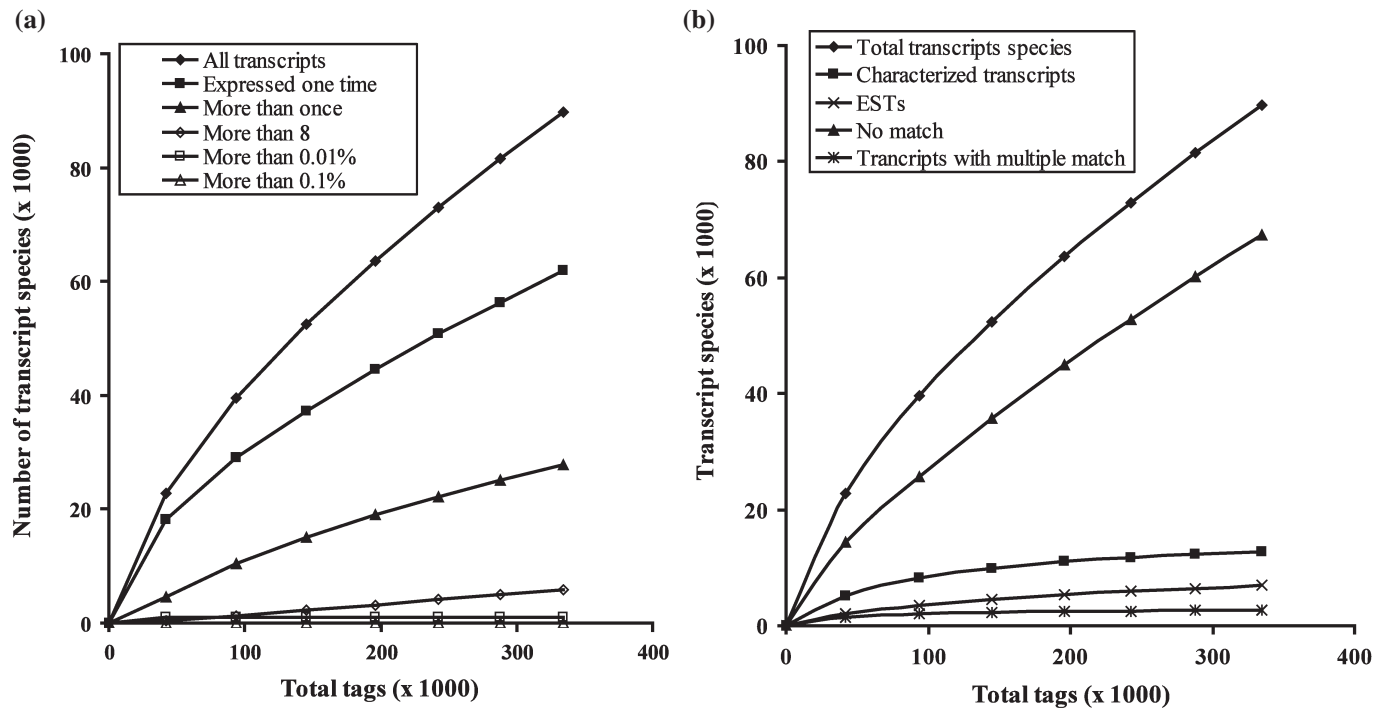 (a)
Number of transcript species (x 1000)
100
80
60
40
20
0
All transcripts
Expressed one time
More than once
More than 8
More than 0.01%
More than 0.1%
0
100
200
300
400
Total tags (x 1000)
(b)
Transcript species (x 1000)
100
80
60
40
20
0
Total transcripts species
Characterized transcripts
ESTs
No match
Trancripts with multiple match
0
100
200
300
400
Total tags (x 1000)